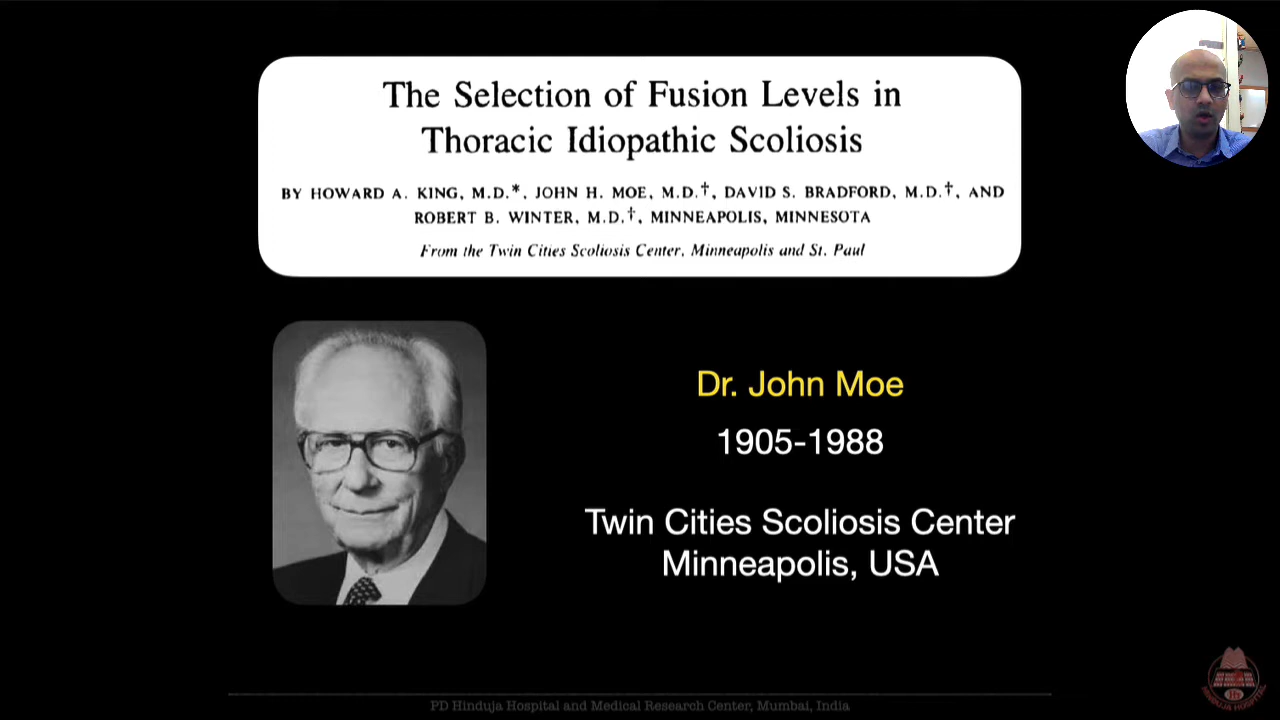 The Selection of Fusion Levels in
Thoracic Idiopathic Scoliosis
BY HOWARD A. KING, M.D.*, JOHN H. MOE, M.D.†, DAVID S. BRADFORD, M.D.†, AND
ROBERT B. WINTER, M.D.†, MINNEAPOLIS, MINNESOTA
From the Twin Cities Scoliosis Center, Minneapolis and St. Paul
Dr. John Moe
1905-1988
Twin Cities Scoliosis Center
Minneapolis, USA
PD Hinduja Hospital and Medical Research Center, Mumbai, India